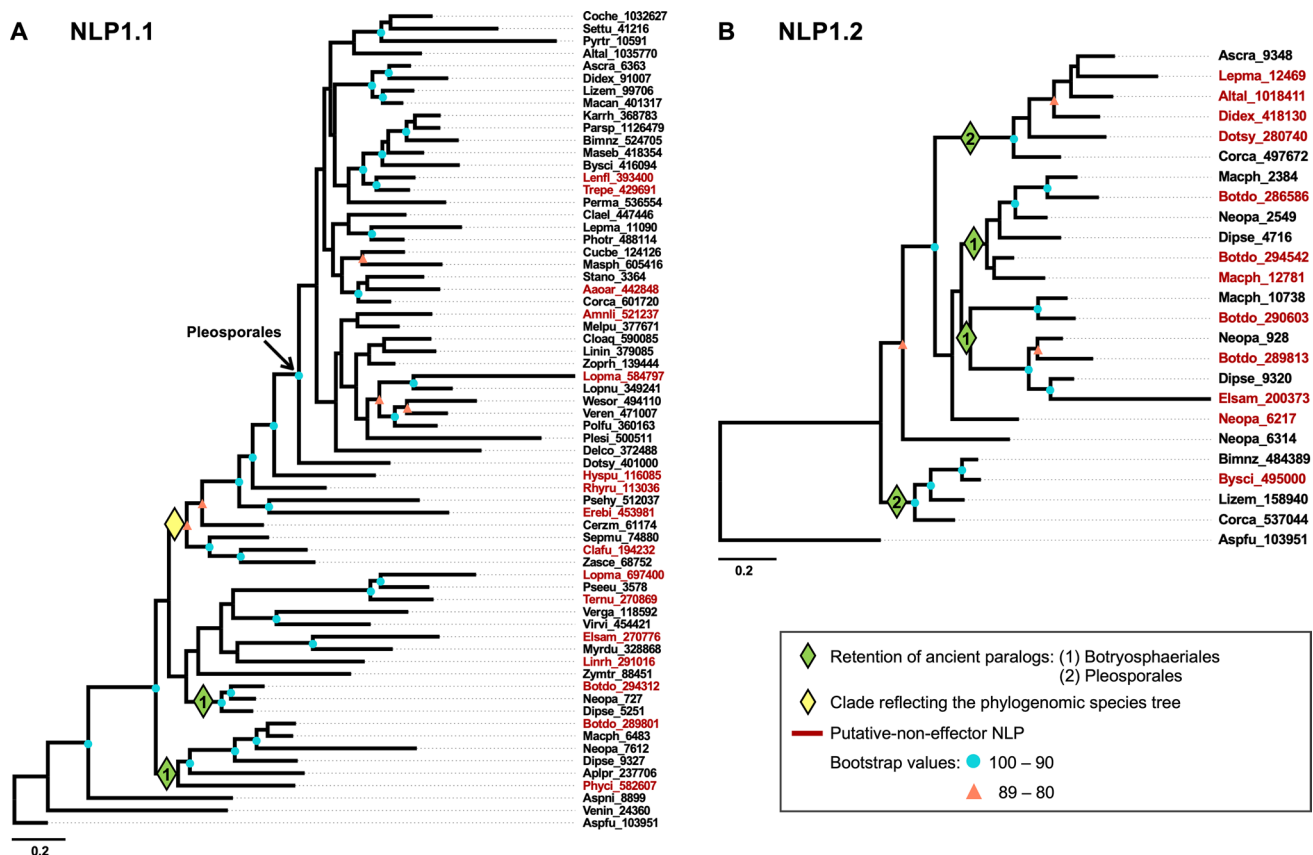 A NLP1.1
Coche_1032627
Settu_41216
Pyrtr_10591
Altal_1035770
Ascra_6363
Didex_91007
Lizem_99706
Macan_401317
Karrh_368783
Parsp_1126479
Bimnz_524705
Maseb_418354
Bysci_416094
Lenfl_393400
Trepe_429691
Perma_536554
Clael_447446
Lepma_11090
Photr_488114
Cucbe_124126
Masph_605416
Stano_3364
Aaoar_442848
Corca_601720
Amnli_521237
Melpu_377671
Cloaq_590085
Linin_379085
Zoprh_139444
Lopma_584797
Lopnu_349241
Wesor_494110
Veren_471007
Polfu_360163
Plesi_500511
Delco_372488
Dotsy_401000
Hyspu_116085
Rhyru_113036
Psehy_512037
Erebi_453981
Cerzm_61174
Sepmu_74880
Clafu_194232
Zasce_68752
Lopma_697400
Pseeu_3578
Ternu_270869
Verga_118592
Virvi_454421
Elsam_270776
Myrdu_328868
Linrh_291016
Zymtr_88451
Botdo_294312
Neopa_727
Dipse_5251
Botdo_289801
Macph_6483
Neopa_7612
Dipse_9327
Aplpr_237706
Phyci_582607
Aspni_8899
Venin_24360
Aspfu_103951
Pleosporales
1
1
0.2
B NLP1.2
Ascra_9348
Lepma_12469
Altal_1018411
Didex_418130
Dotsy_280740
Corca_497672
Macph_2384
Botdo_286586
Neopa_2549
Dipse_4716
Botdo_294542
Macph_12781
Macph_10738
Botdo_290603
Neopa_928
Botdo_289813
Dipse_9320
Elsam_200373
Neopa_6217
Neopa_6314
Bimnz_484389
Bysci_495000
Lizem_158940
Corca_537044
Aspfu_103951
2
1
1
2
0.2
Retention of ancient paralogs: (1) Botryosphaeriales
(2) Pleosporales
Clade reflecting the phylogenomic species tree
Putative-non-effector NLP
Bootstrap values: 100 – 90
89 – 80